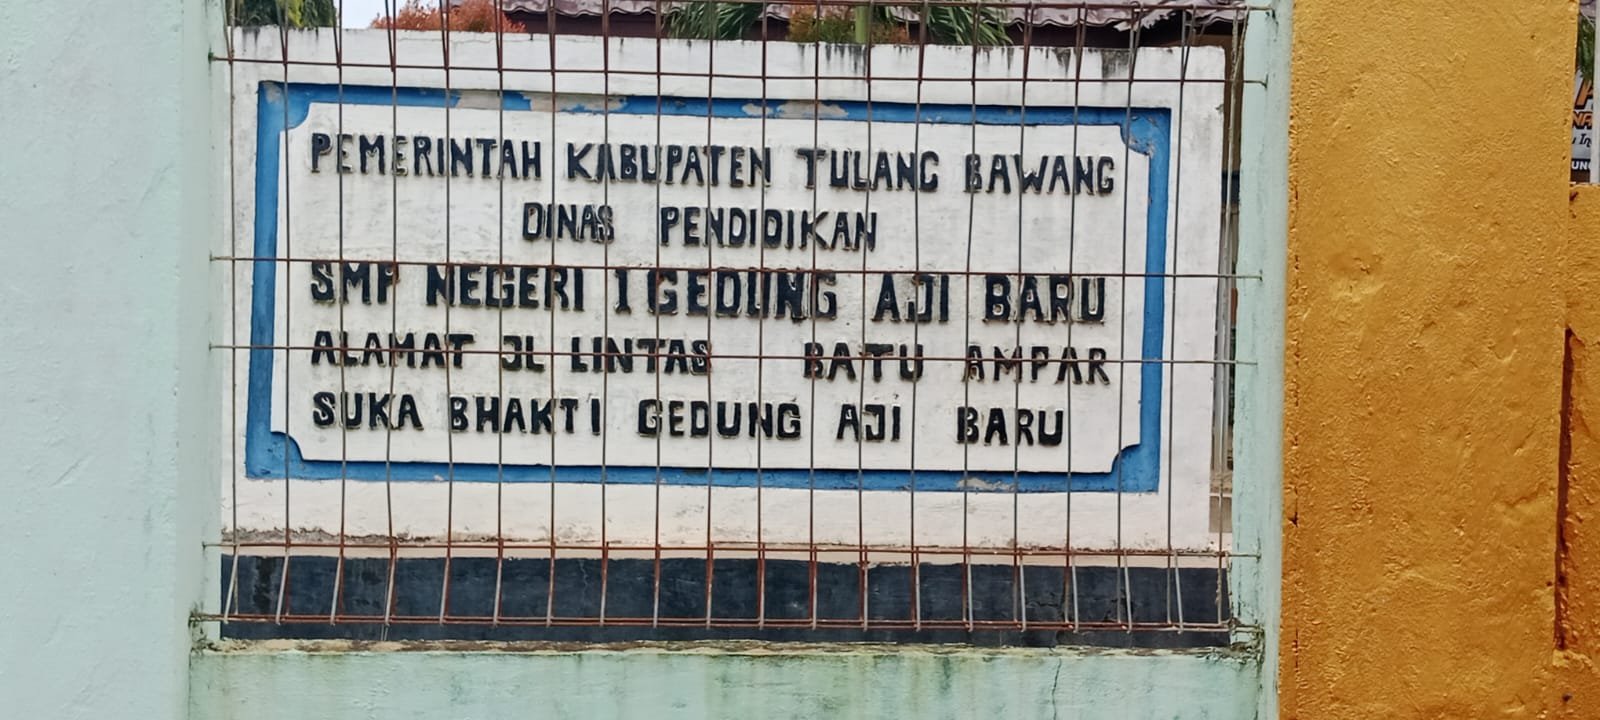 PEMERINTAH KABUPATEN TULANG BAWANG
DINAS PENDIDIKAN
SMP NEGERI 1 GEDUNG AJI BARU
ALAMAT JL LINTAS BATU AMPAR
SUKA BHAKTI GEDUNG AJI BARU